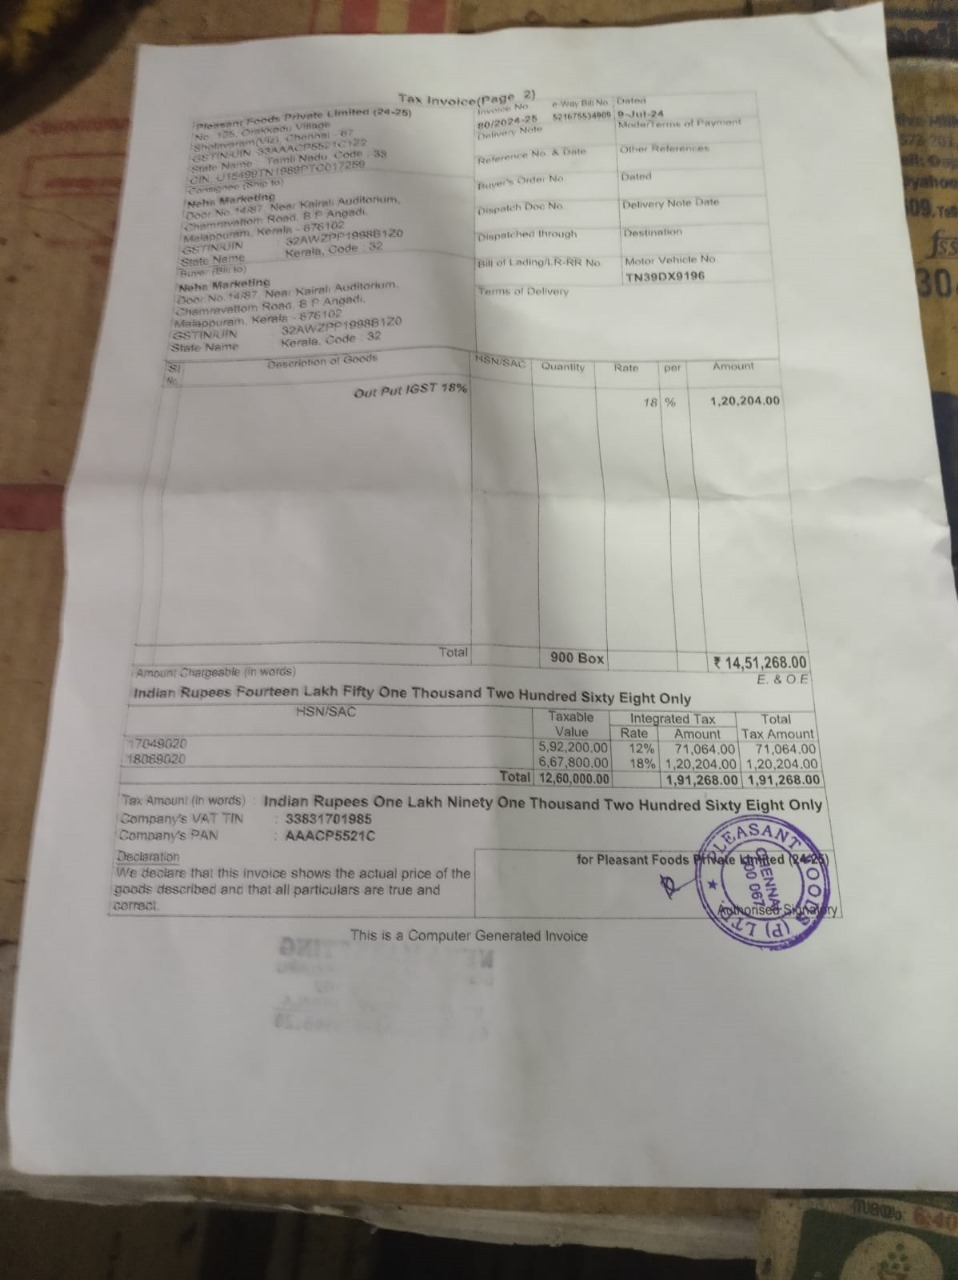 Tax Invoice(Page 2)
Pleasant Foods Private Limited (24-25)
No. 125, Orakkadu Village
Sholavaram(Viz), Chennai - 67
GSTIN/UIN 33AAACP5521C1Z2
State Name Tamil Nadu, Code : 33
CIN: U15499TN1989PTC017259
Invoice No.
e-Way Bill No.
Dated
80/2024-25
521675534909
9-Jul-24
Delivery Note
Mode/Terms of Payment
Reference No. & Date.
Other References
Consignee (Ship to)
Neha Marketing
Door No.14/87, Near Kairali Auditorium,
Chamravattom Road, B P Angadi,
Malappuram, Kerala - 676102
GSTIN/UIN : 32AWZPP1998B1Z0
State Name : Kerala, Code : 32
Buyer's Order No.
Dated
Dispatch Doc No.
Delivery Note Date
Dispatched through
Destination
Bill of Lading/LR-RR No.
Motor Vehicle No.
TN39DX9196
Terms of Delivery
Buyer (Bill to)
Neha Marketing
Door No.14/87, Near Kairali Auditorium,
Chamravattom Road, B P Angadi,
Malappuram, Kerala - 676102
GSTIN/UIN : 32AWZPP1998B1Z0
State Name : Kerala, Code : 32
Sl No. Description of Goods HSN/SAC Quantity Rate per Amount
Out Put IGST 18% 18 % 1,20,204.00
Total 900 Box ₹ 14,51,268.00
Amount Chargeable (in words) E. & O.E
Indian Rupees Fourteen Lakh Fifty One Thousand Two Hundred Sixty Eight Only
HSN/SAC Taxable Value Integrated Tax Total Tax Amount
Rate Amount
17049020 5,92,200.00 12% 71,064.00 71,064.00
18069020 6,67,800.00 18% 1,20,204.00 1,20,204.00
Total 12,60,000.00 1,91,268.00 1,91,268.00
Tax Amount (in words) : Indian Rupees One Lakh Ninety One Thousand Two Hundred Sixty Eight Only
Company's VAT TIN : 33831701985
Company's PAN : AAACP5521C
Declaration
We declare that this invoice shows the actual price of the
goods described and that all particulars are true and
correct.
for Pleasant Foods Private Limited (24-25)
Authorised Signatory
PLEASANT FOODS (P) LTD.
CHENNAI
600 067
This is a Computer Generated Invoice